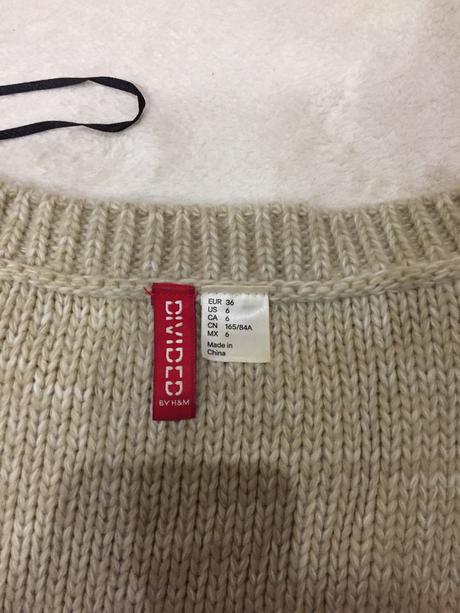 DIVIDED
BY H&M
EUR 36
US 6
CA 6
CN 165/84A
MX 6
Made in
China